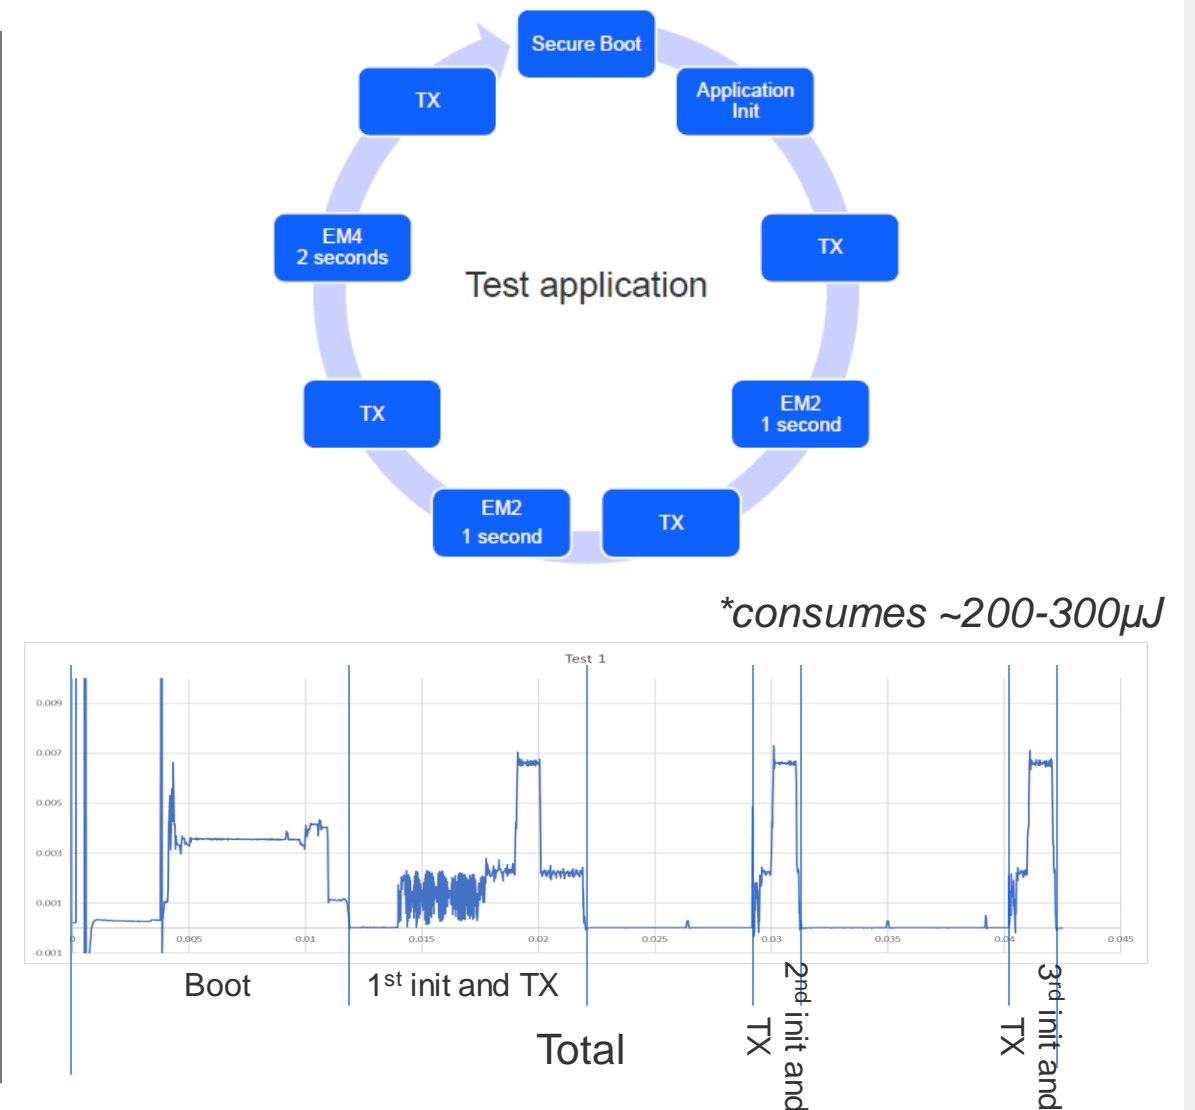 Secure Boot
Application
Init
TX
EM2
1 second
TX
EM2
1 second
TX
EM4
2 seconds
TX
Test application
*consumes ~200-300µJ
Test 1
0.009
0.007
0.005
0.003
0.001
-0.001
0
0.005
0.01
0.015
0.02
0.025
0.03
0.035
0.04
0.045
Boot
1st init and TX
Total
2nd init and
TX
3rd init and
TX